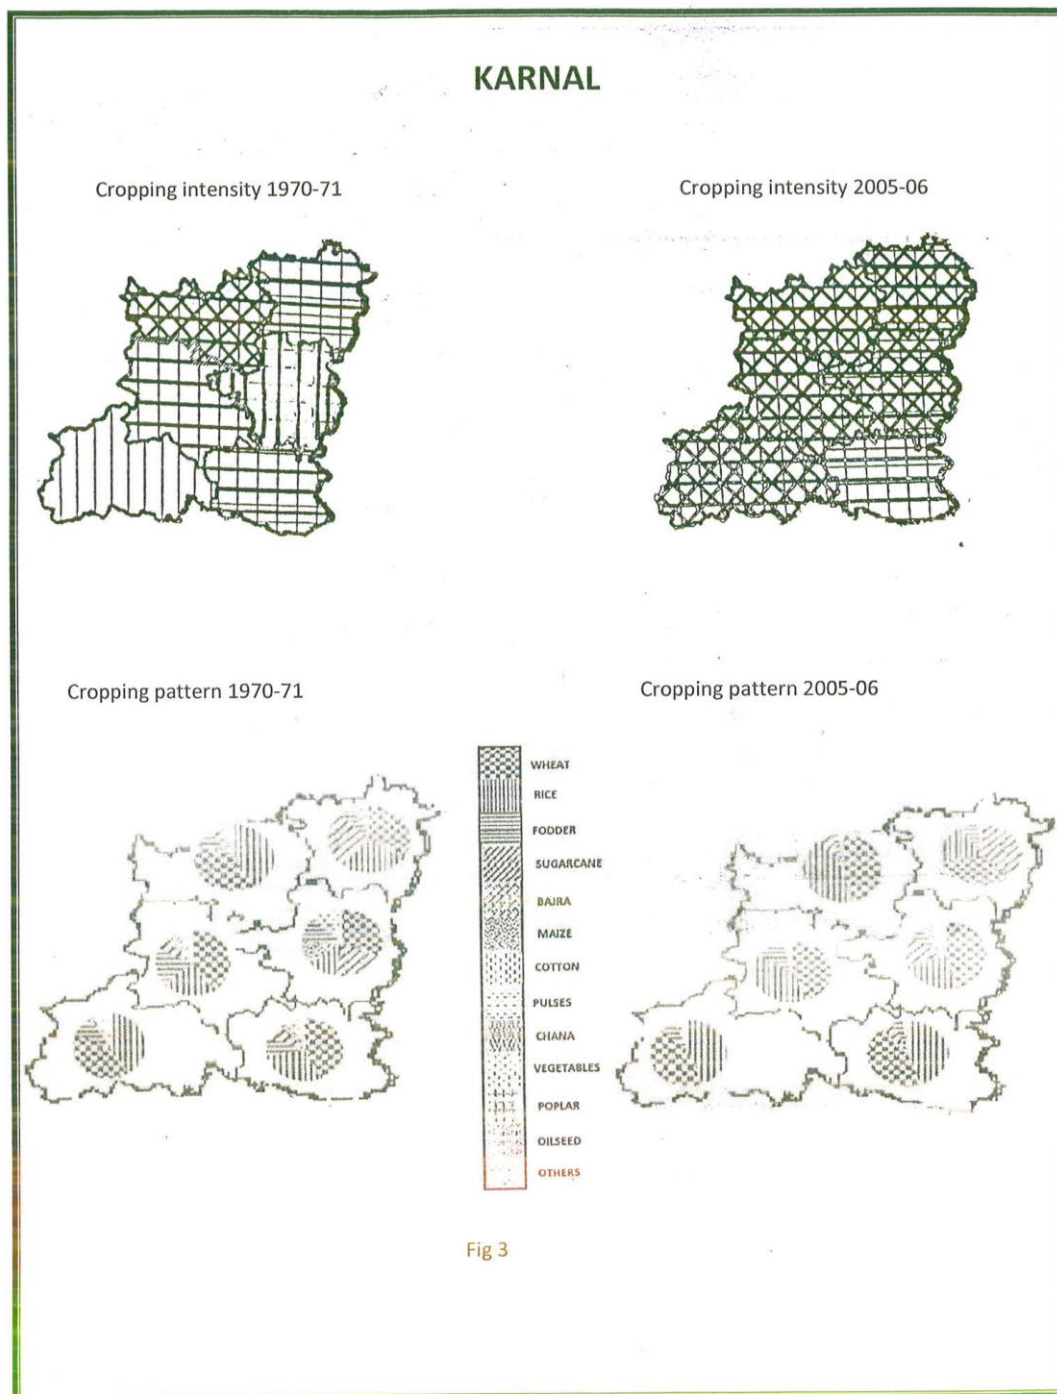 KARNAL
Cropping intensity 1970-71
Cropping intensity 2005-06
Cropping pattern 1970-71
Cropping pattern 2005-06
WHEAT
RICE
FODDER
SUGARCANE
BAJRA
MAIZE
COTTON
PULSES
CHANA
VEGETABLES
POPLAR
OILSEED
OTHERS
Fig 3